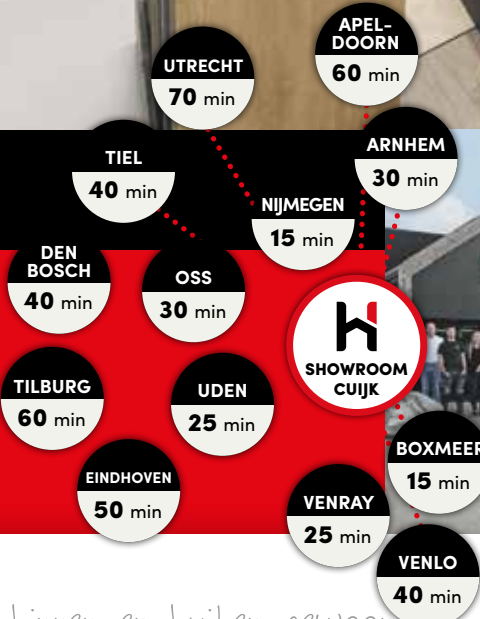 APEL-
DOORN
60 min
UTRECHT
70 min
ARNHEM
30 min
TIEL
40 min
NIJMEGEN
15 min
DEN
BOSCH
40 min
OSS
30 min
SHOWROOM
CUIJK
TILBURG
60 min
UDEN
25 min
BOXMEER
15 min
EINDHOVEN
50 min
VENRAY
25 min
VENLO
40 min